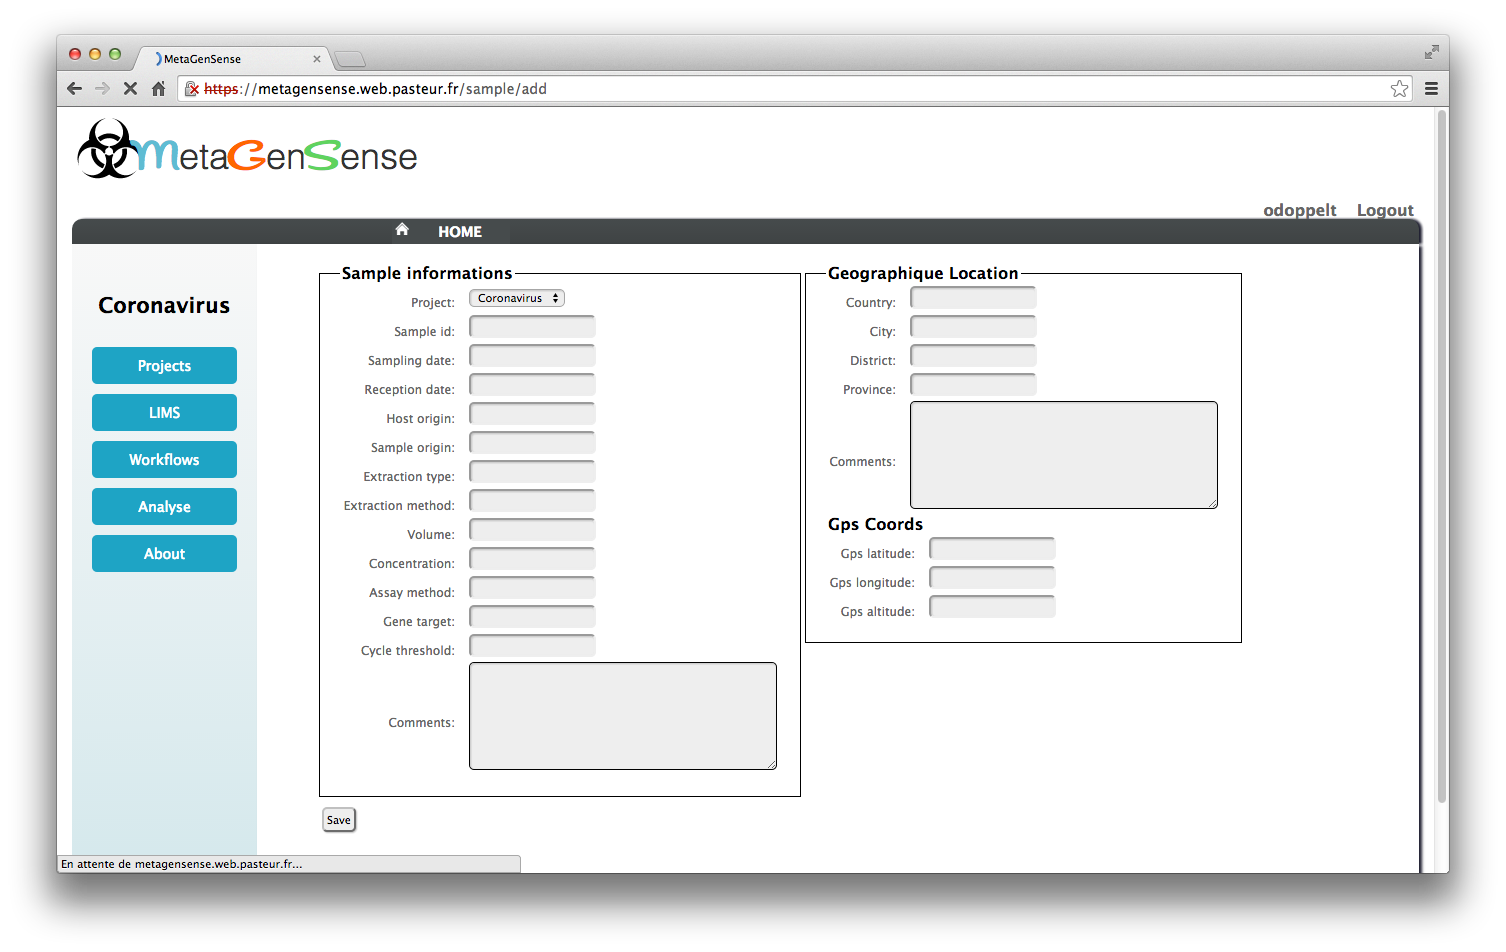 MetaGenSense
https://metagensense.web.pasteur.fr/sample/add
MetaGenSense
odoppelt Logout
HOME
Coronavirus
Projects
LIMS
Workflows
Analyse
About
Sample informations
Project: Coronavirus
Sample id:
Sampling date:
Reception date:
Host origin:
Sample origin:
Extraction type:
Extraction method:
Volume:
Concentration:
Assay method:
Gene target:
Cycle threshold:
Comments:
Save
Geographique Location
Country:
City:
District:
Province:
Comments:
Gps Coords
Gps latitude:
Gps longitude:
Gps altitude:
En attente de metagensense.web.pasteur.fr...